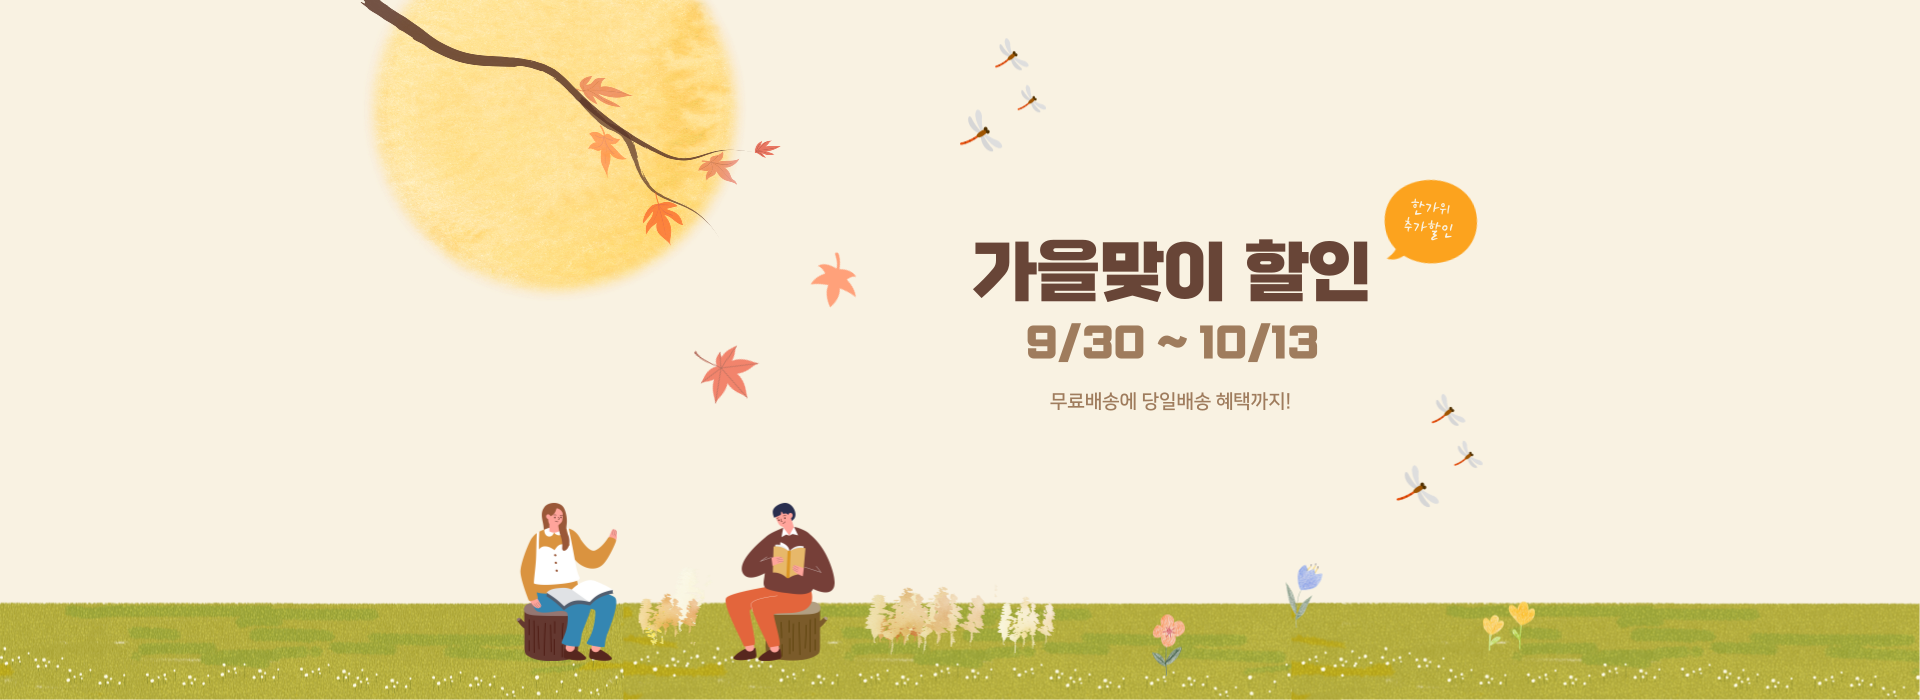 한가위
추가할인
가을맞이 할인
9/30 ~ 10/13
무료배송에 당일배송 혜택까지!